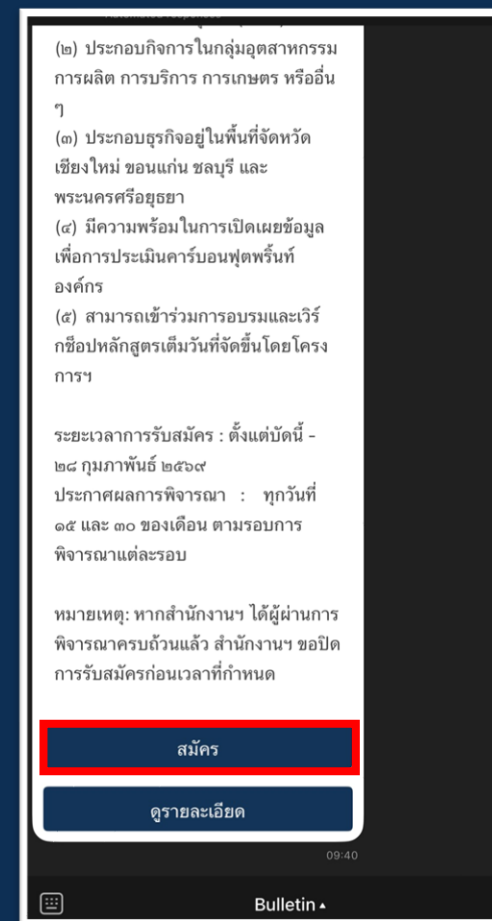 (๒) ประกอบกิจการในกลุ่มอุตสาหกรรม
การผลิต การบริการ การเกษตร หรืออื่น
ๆ
(๓) ประกอบธุรกิจอยู่ในพื้นที่จัดหวัด
เชียงใหม่ ขอนแก่น ชลบุรี และ
พระนครศรีอยุธยา
(๔) มีความพร้อมในการเปิดเผยข้อมูล
เพื่อการประเมินคาร์บอนฟุตพริ้นท์
องค์กร
(๕) สามารถเข้าร่วมการอบรมและเวิร์
กช็อปหลักสูตรเต็มวันที่จัดขึ้นโดยโครง
การฯ
ระยะเวลาการรับสมัคร : ตั้งแต่บัดนี้ -
๒๘ กุมภาพันธ์ ๒๕๖๙
ประกาศผลการพิจารณา : ทุกวันที่
๑๕ และ ๓๐ ของเดือน ตามรอบการ
พิจารณาแต่ละรอบ
หมายเหตุ: หากสำนักงานฯ ได้ผู้ผ่านการ
พิจารณาครบถ้วนแล้ว สำนักงานฯ ขอปิด
การรับสมัครก่อนเวลาที่กำหนด
สมัคร
ดูรายละเอียด
09:40
Bulletin